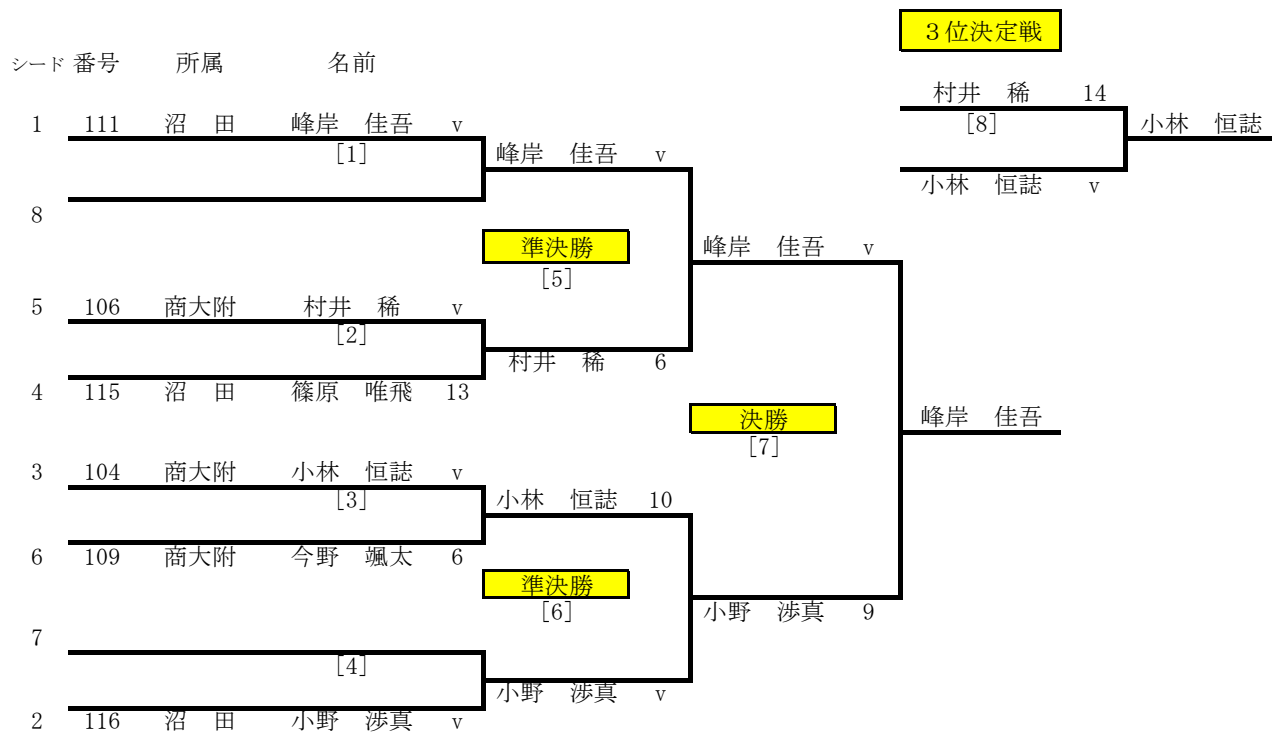 ３位決定戦
シード 番号 所属 名前
村井　稀 14
1 111 沼　田 峰岸　佳吾 v
[8] 小林　恒誌
[1] 峰岸　佳吾 v
小林　恒誌 v
8
準決勝 峰岸　佳吾 v
[5]
5 106 商大附 村井　稀 v
[2]
村井　稀 6
4 115 沼　田 篠原　唯飛 13
決勝 峰岸　佳吾
[7]
3 104 商大附 小林　恒誌 v
[3] 小林　恒誌 10
6 109 商大附 今野　颯太 6
準決勝
[6] 小野　渉真 9
7
[4]
小野　渉真 v
2 116 沼　田 小野　渉真 v